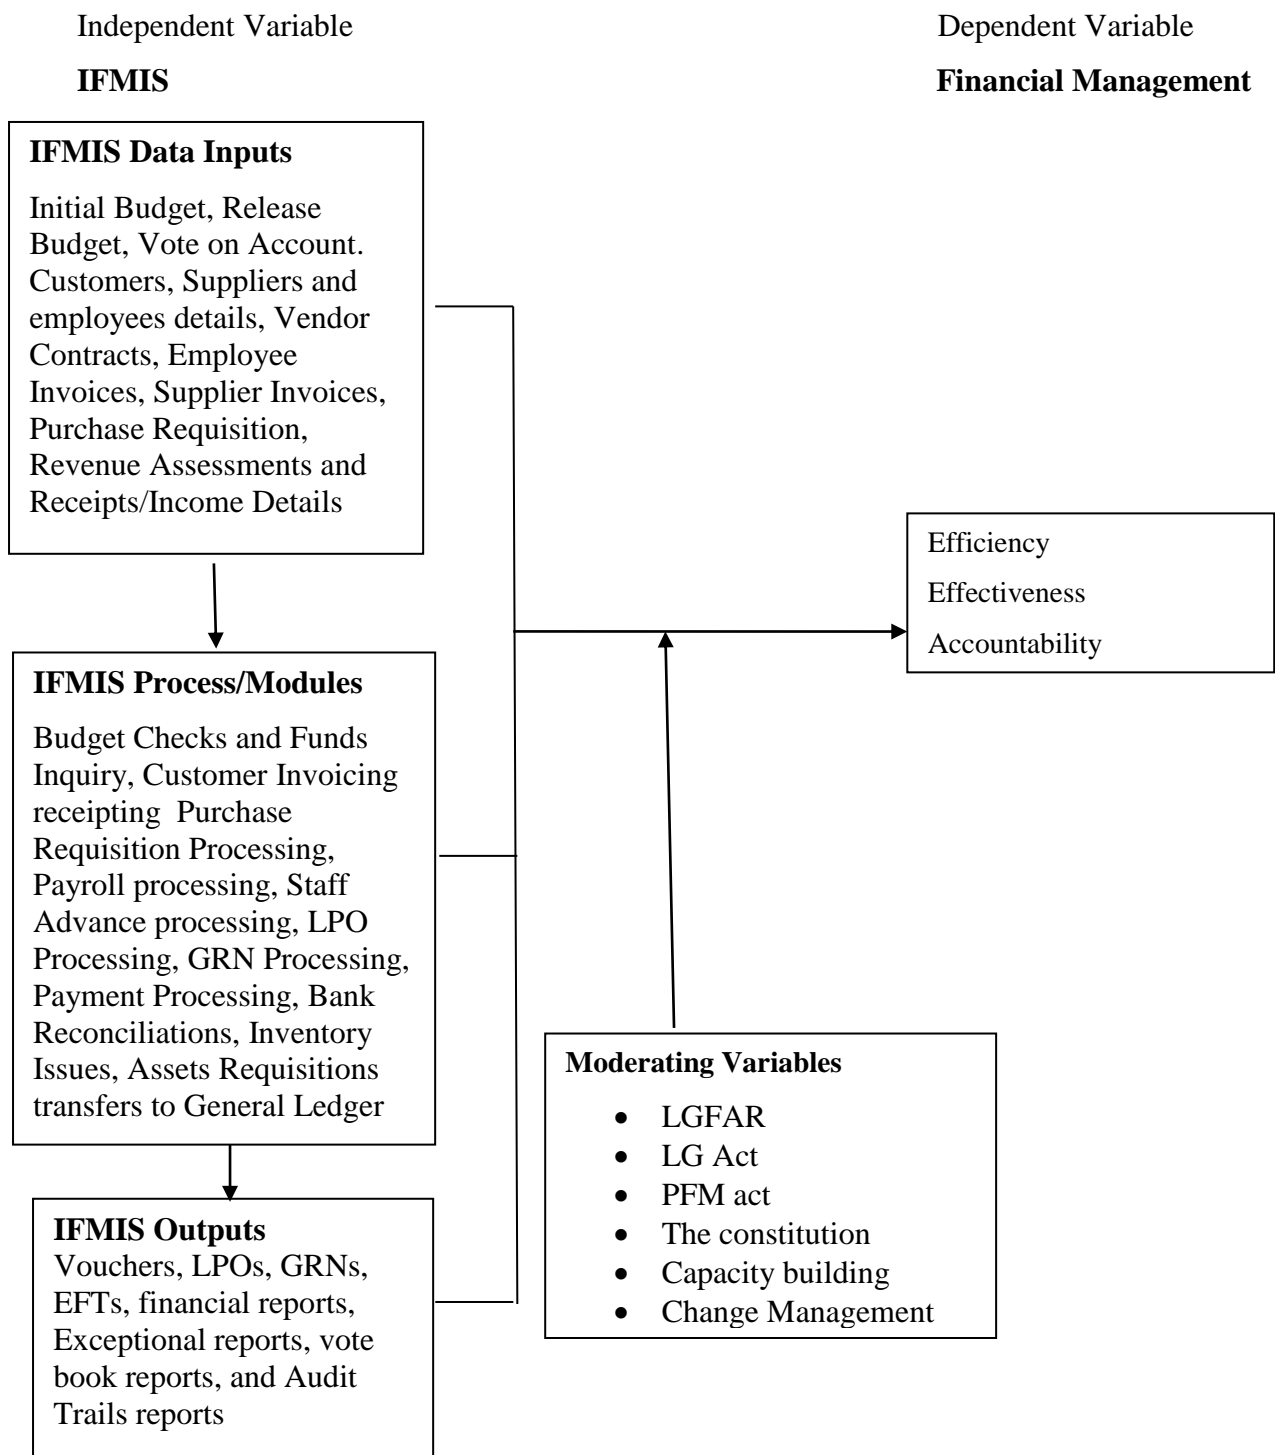 Independent Variable
Dependent Variable
IFMIS
Financial Management
IFMIS Data Inputs
Initial Budget, Release
Budget, Vote on Account.
Customers, Suppliers and
employees details, Vendor
Contracts, Employee
Invoices, Supplier Invoices,
Purchase Requisition,
Revenue Assessments and
Receipts/Income Details
Efficiency
Effectiveness
Accountability
IFMIS Process/Modules
Budget Checks and Funds
Inquiry, Customer Invoicing
receipting Purchase
Requisition Processing,
Payroll processing, Staff
Advance processing, LPO
Processing, GRN Processing,
Payment Processing, Bank
Reconciliations, Inventory
Issues, Assets Requisitions
transfers to General Ledger
Moderating Variables
• LGFAR
• LG Act
• PFM act
• The constitution
• Capacity building
• Change Management
IFMIS Outputs
Vouchers, LPOs, GRNs,
EFTs, financial reports,
Exceptional reports, vote
book reports, and Audit
Trails reports